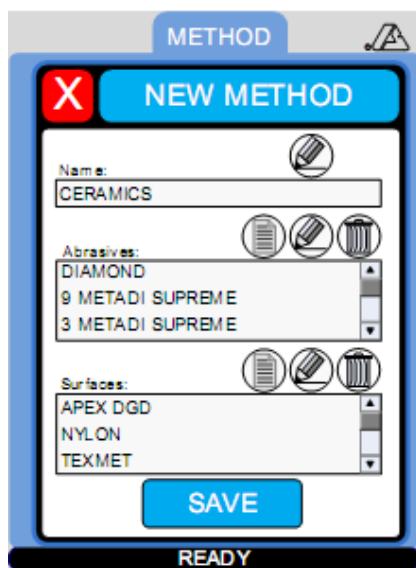 METHOD
X NEW METHOD
Name:
CERAMICS
Abrasives:
DIAMOND
9 METADI SUPREME
3 METADI SUPREME
Surfaces:
APEX DGD
NYLON
TEXMET
SAVE
READY